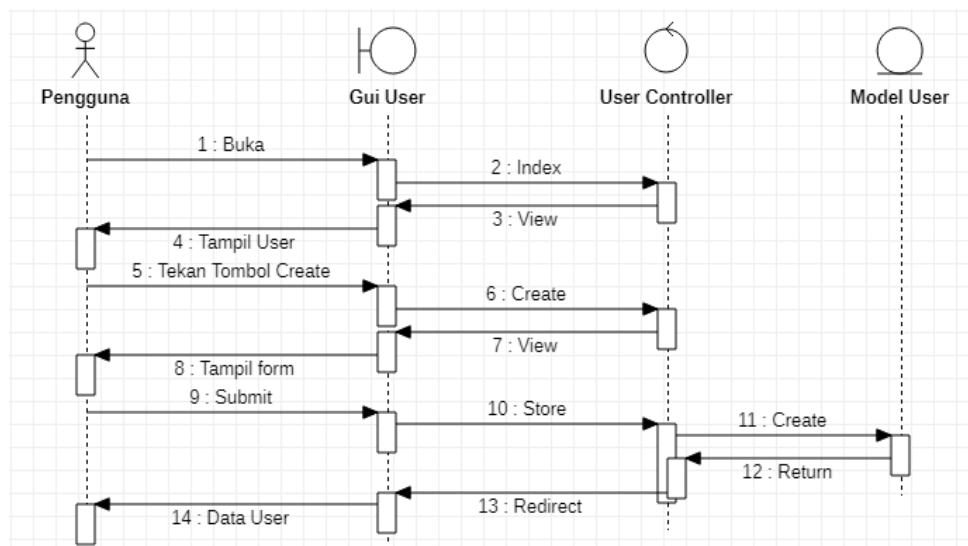 Pengguna
Gui User
User Controller
Model User
1 : Buka
2 : Index
3 : View
4 : Tampil User
5 : Tekan Tombol Create
6 : Create
7 : View
8 : Tampil form
9 : Submit
10 : Store
11 : Create
12 : Return
13 : Redirect
14 : Data User